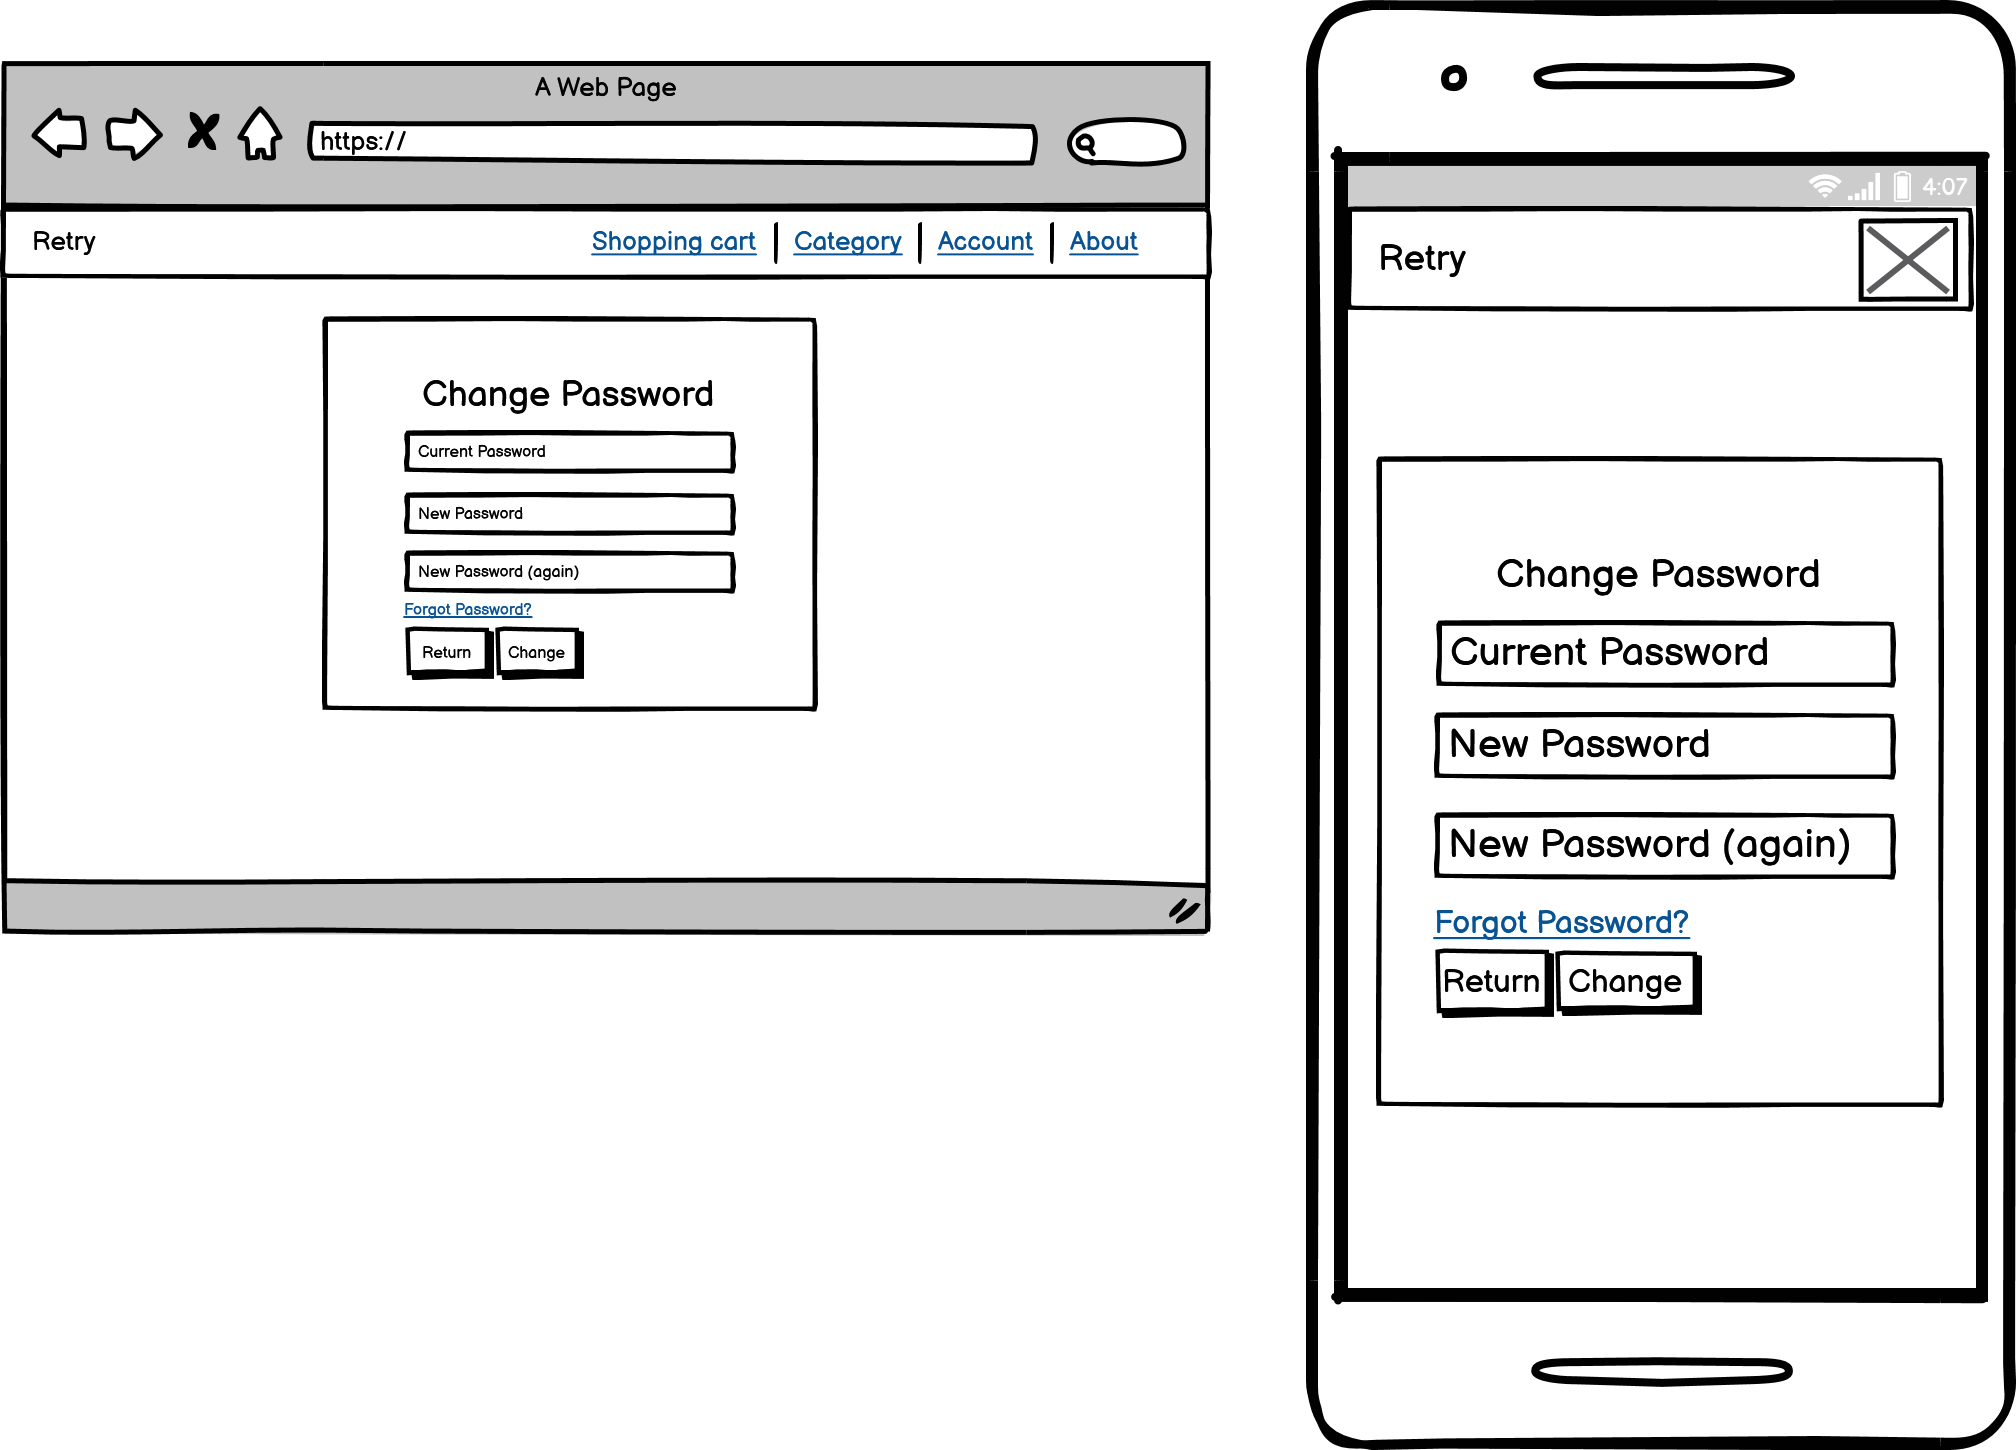 A Web Page
https://
Retry
Shopping cart Category Account About
Change Password
Current Password
New Password
New Password (again)
Forgot Password?
Return Change
4:07
Retry
Change Password
Current Password
New Password
New Password (again)
Forgot Password?
Return Change